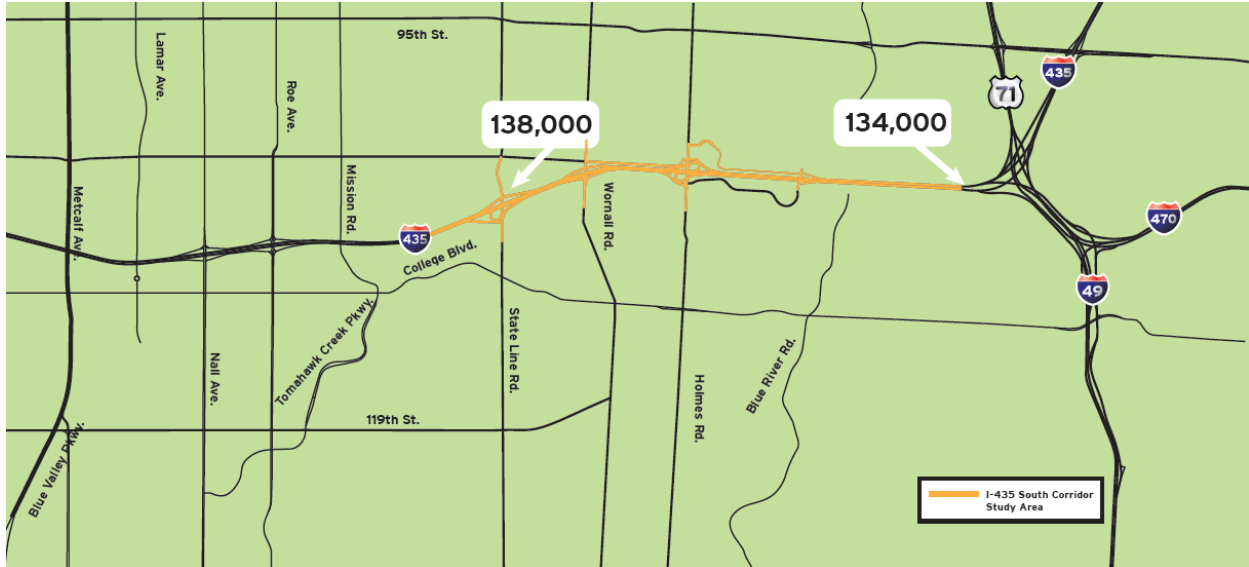 95th St.
Lamar Ave.
Roe Ave.
435
71
138,000
134,000
Metcalf Ave.
Mission Rd.
Wornall Rd.
435
470
College Blvd.
49
Nall Ave.
Tomahawk Creek Pkwy.
State Line Rd.
Holmes Rd.
Blue River Rd.
119th St.
Blue Valley Pkwy.
I-435 South Corridor
Study Area